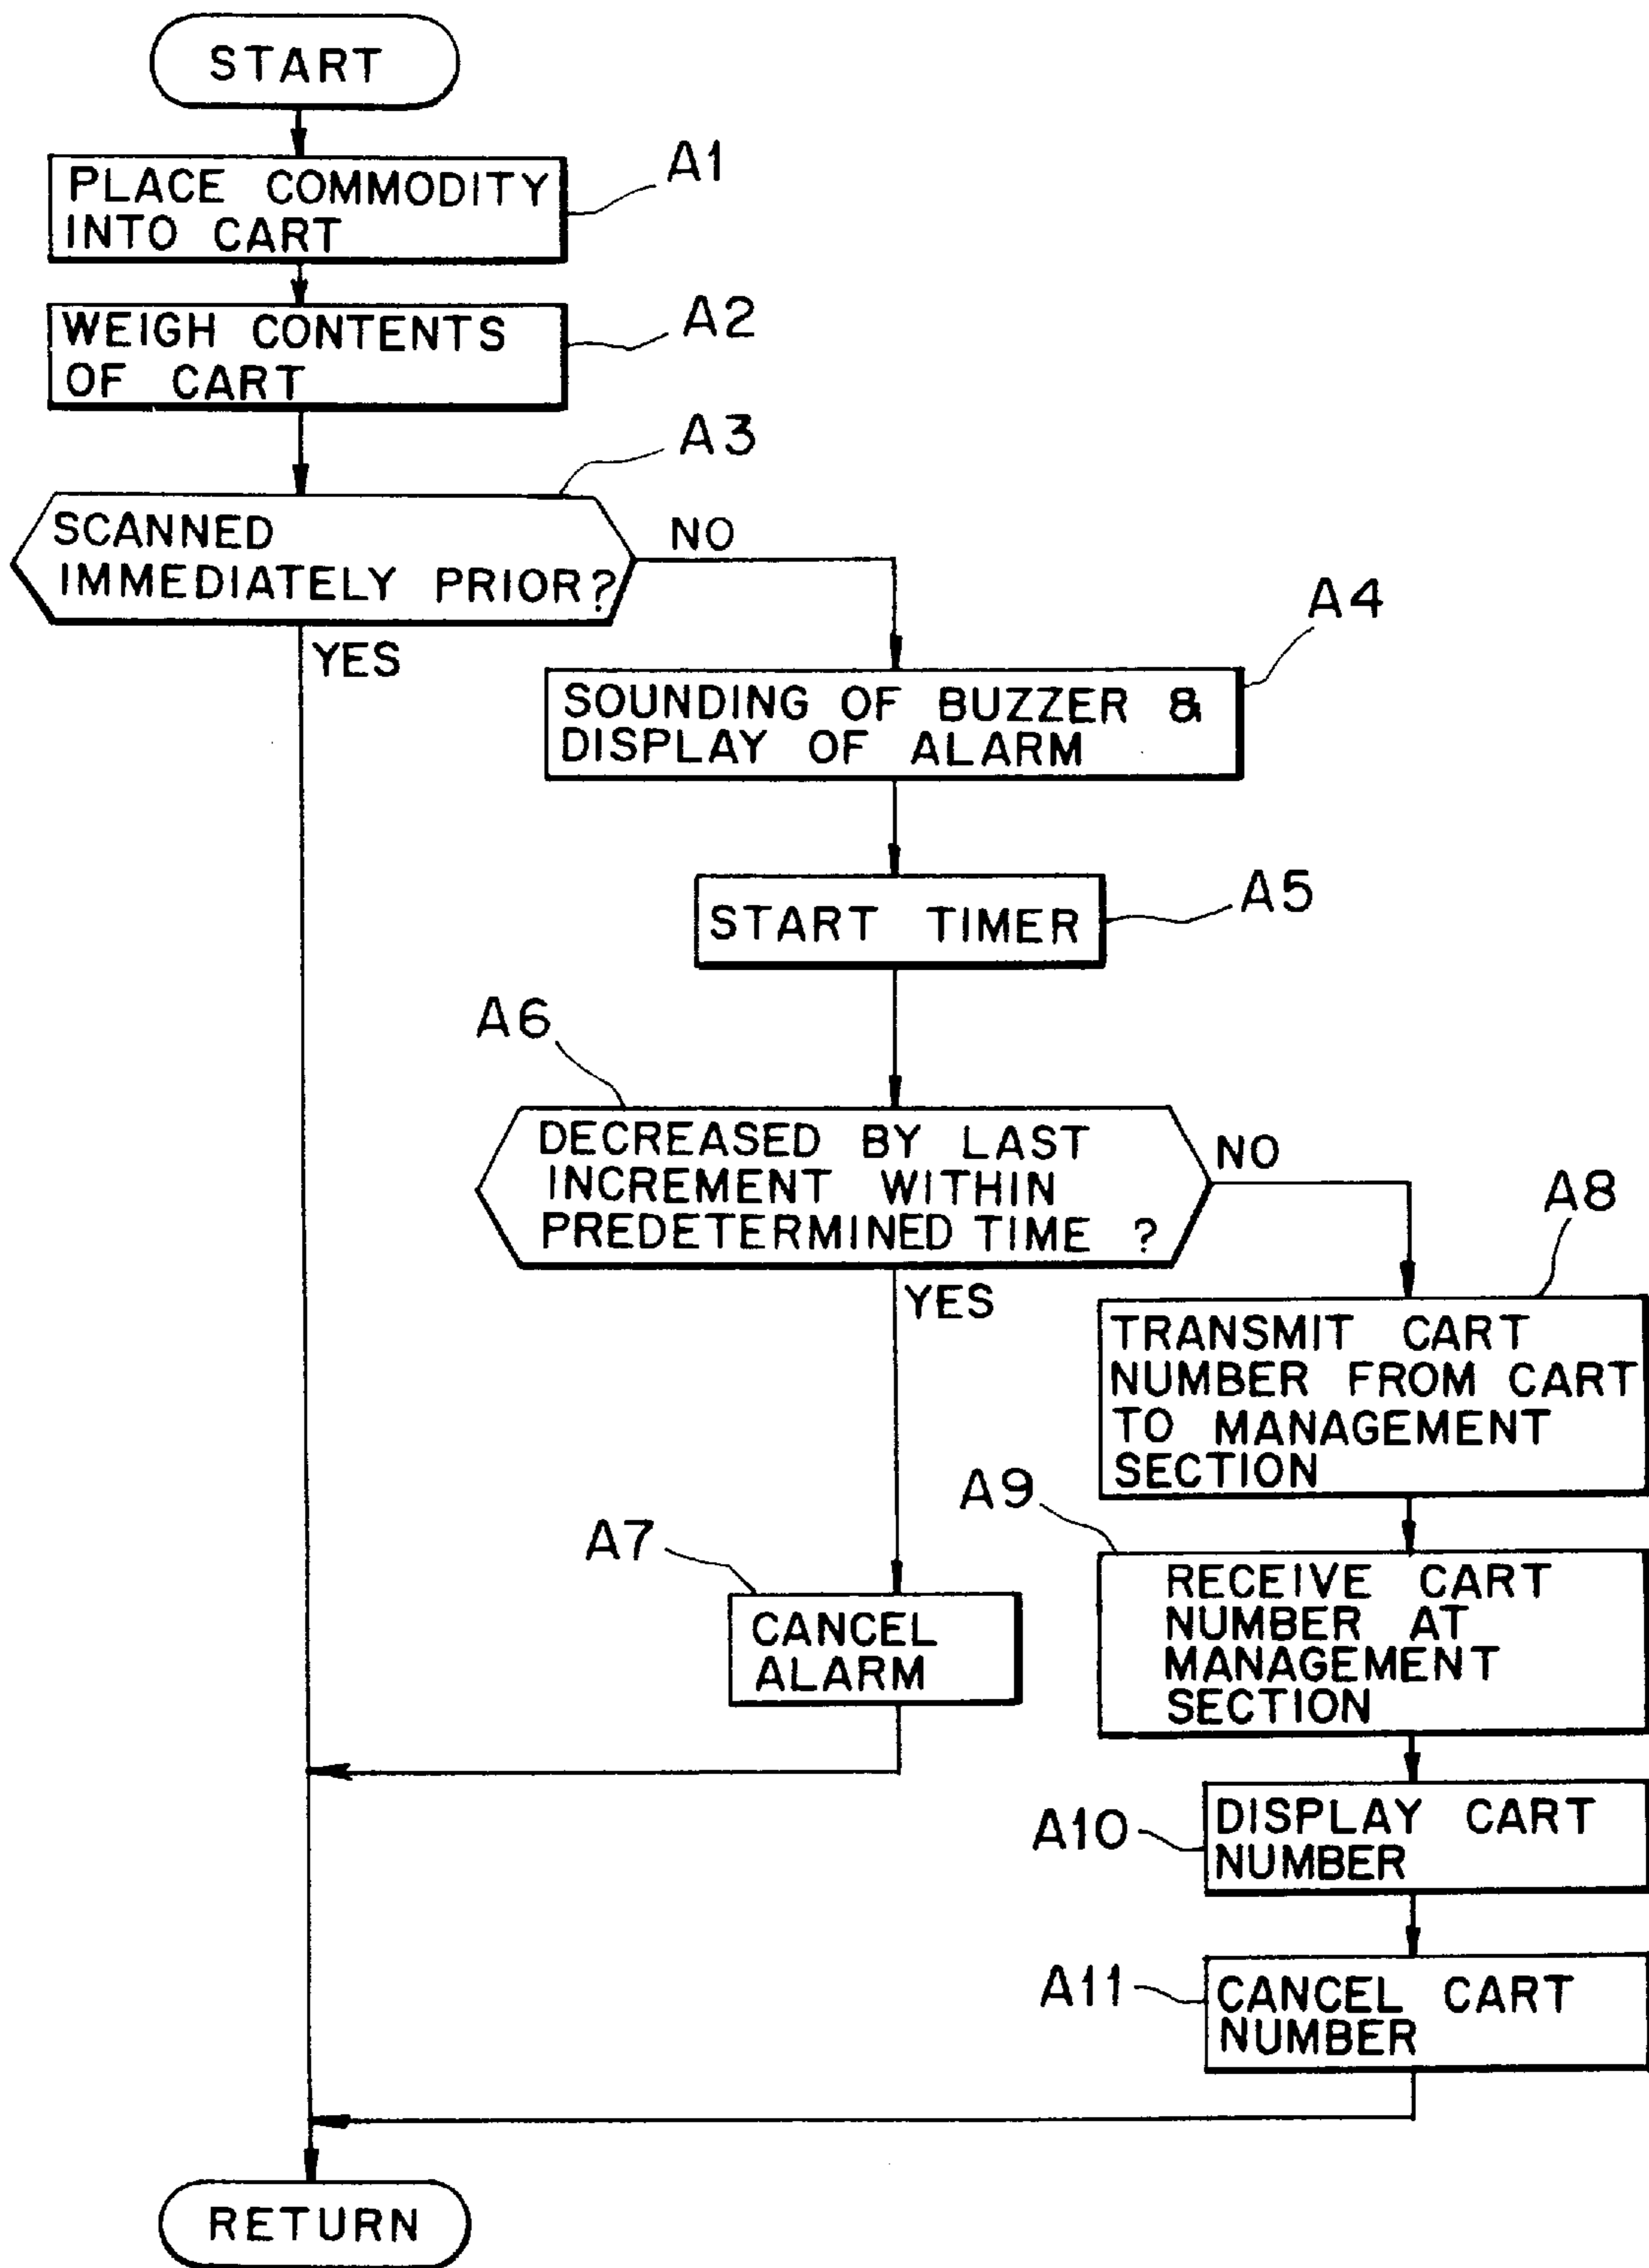 START
PLACE COMMODITY
INTO CART
A1
WEIGH CONTENTS
OF CART
A2
A3
SCANNED
IMMEDIATELY PRIOR?
NO
YES
A4
SOUNDING OF BUZZER &
DISPLAY OF ALARM
START TIMER
A5
A6
DECREASED BY LAST
INCREMENT WITHIN
PREDETERMINED TIME ?
NO
YES
A8
TRANSMIT CART
NUMBER FROM CART
TO MANAGEMENT
SECTION
A9
RECEIVE CART
NUMBER AT
MANAGEMENT
SECTION
A7
CANCEL
ALARM
A10
DISPLAY CART
NUMBER
A11
CANCEL CART
NUMBER
RETURN